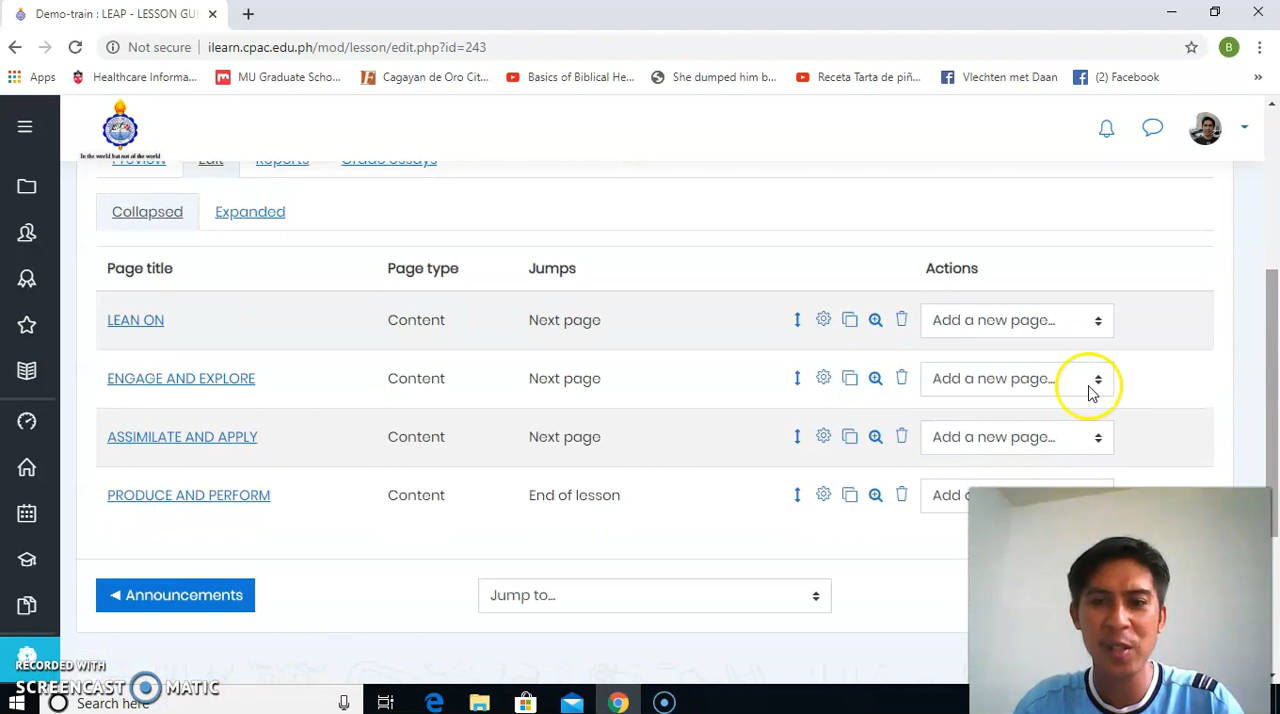 Demo-train : LEAP - LESSON GUI
Not secure ilearn.cpac.edu.ph/mod/lesson/edit.php?id=243
B
Apps Healthcare Informa... MU Graduate Scho... Cagayan de Oro Cit... Basics of Biblical He... She dumped him b... Receta Tarta de piñ... Vlechten met Daan (2) Facebook »
In the world but not of the world
Preview Edit Reports Grade essays
Collapsed Expanded
Page title Page type Jumps Actions
LEAN ON Content Next page Add a new page...
ENGAGE AND EXPLORE Content Next page Add a new page...
ASSIMILATE AND APPLY Content Next page Add a new page...
PRODUCE AND PERFORM Content End of lesson Add
◄ Announcements Jump to...
RECORDED WITH
SCREENCAST MATIC
Search here